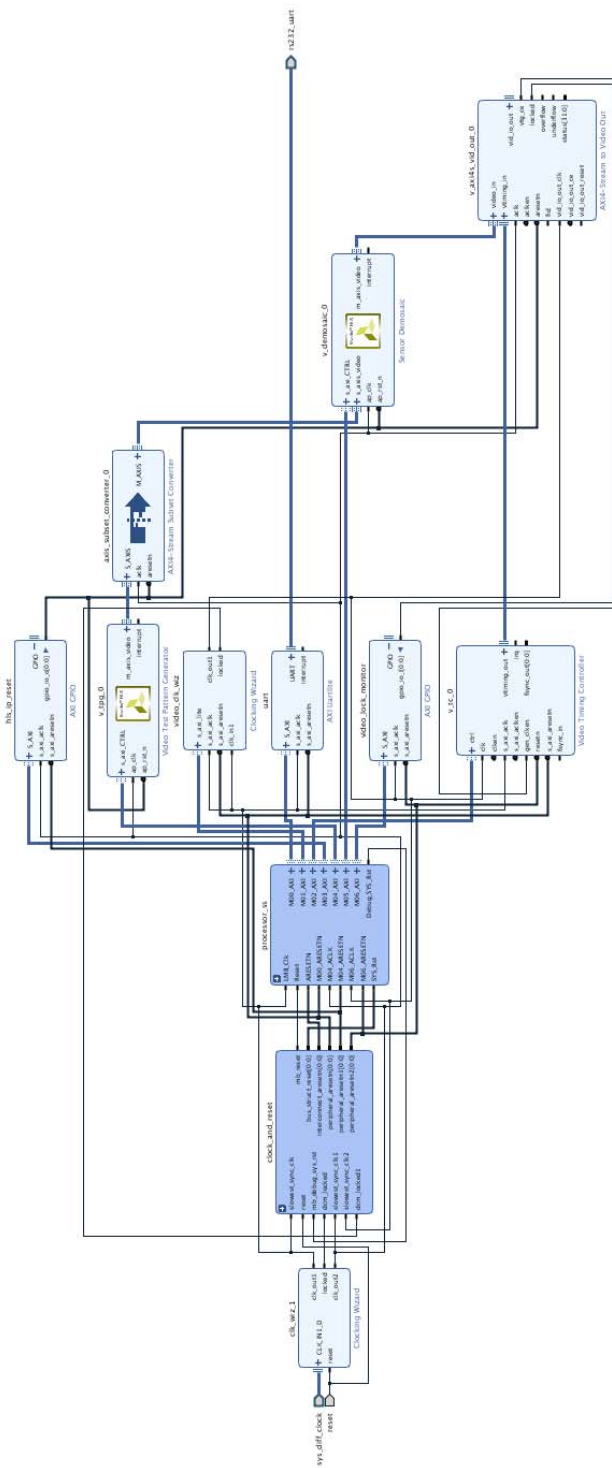 sys_diff_clock
reset
clk_wiz_1
CLK_IN1_D
reset
clk_out1
locked
clk_out2
Clocking Wizard
clock_and_reset
slowest_sync_clk
reset
mb_debug_sys_rst
dcm_locked
slowest_sync_clk1
slowest_sync_clk2
dcm_locked1
mb_reset
bus_struct_reset[0:0]
interconnect_aresetn[0:0]
peripheral_aresetn[0:0]
peripheral_aresetn1[0:0]
peripheral_aresetn2[0:0]
processor_ss
LMB_Clk
Reset
ARESETN
M00_ARESETN
M04_ACLK
M04_ARESETN
M06_ACLK
M06_ARESETN
SYS_Rst
M00_AXI
M01_AXI
M02_AXI
M03_AXI
M04_AXI
M05_AXI
M06_AXI
Debug_SYS_Rst
hls_ip_reset
S_AXI
s_axi_aclk
s_axi_aresetn
GPIO
gpio_io_o[0:0]
AXI GPIO
v_tpg_0
s_axi_CTRL
ap_clk
ap_rst_n
m_axis_video
interrupt
Video Test Pattern Generator
video_clk_wiz
s_axi_lite
s_axi_aclk
s_axi_aresetn
clk_in1
clk_out1
locked
Clocking Wizard
uart
S_AXI
s_axi_aclk
s_axi_aresetn
UART
interrupt
AXI Uartlite
video_lock_monitor
S_AXI
s_axi_aclk
s_axi_aresetn
GPIO
gpio_io_i[0:0]
AXI GPIO
v_tc_0
ctrl
clk
clken
s_axi_aclk
s_axi_aclken
gen_clken
resetn
s_axi_aresetn
fsync_in
vtiming_out
irq
fsync_out[0:0]
Video Timing Controller
axis_subset_converter_0
S_AXIS
aclk
aresetn
M_AXIS
AXI4-Stream Subset Converter
v_demosaic_0
s_axi_CTRL
s_axis_video
ap_clk
ap_rst_n
m_axis_video
interrupt
Sensor Demosaic
v_axi4s_vid_out_0
video_in
vtiming_in
aclk
aclken
aresetn
fid
vid_io_out_clk
vid_io_out_ce
vid_io_out_reset
vid_io_out
vtg_ce
locked
overflow
underflow
status[31:0]
AXI4-Stream to Video Out
rs232_uart